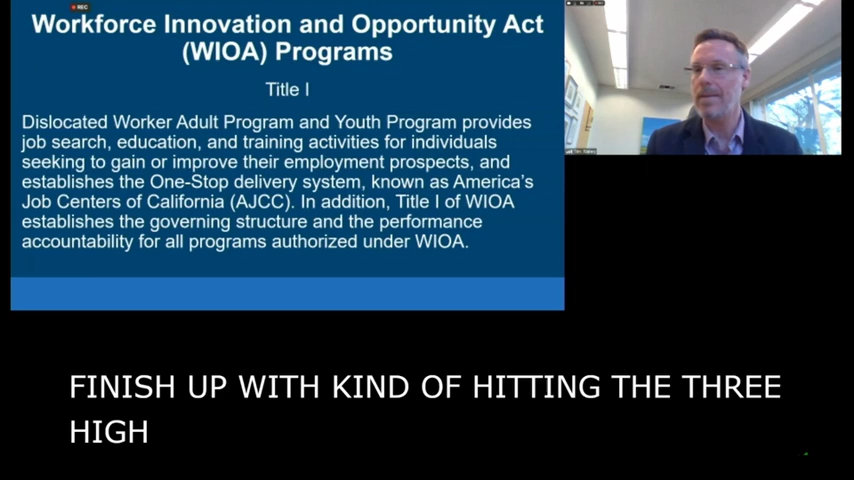 REC
Workforce Innovation and Opportunity Act
(WIOA) Programs
Title I
Dislocated Worker Adult Program and Youth Program provides
job search, education, and training activities for individuals
seeking to gain or improve their employment prospects, and
establishes the One-Stop delivery system, known as America's
Job Centers of California (AJCC). In addition, Title I of WIOA
establishes the governing structure and the performance
accountability for all programs authorized under WIOA.
FINISH UP WITH KIND OF HITTING THE THREE
HIGH